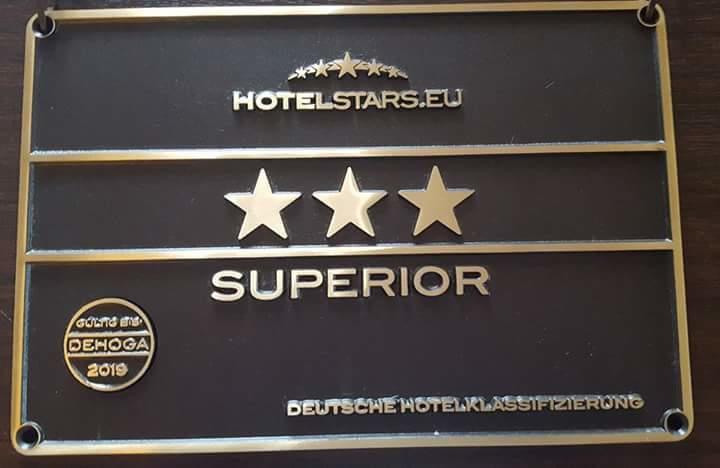 HOTELSTARS.EU
SUPERIOR
GÜLTIG BIS
DEHOGA
2019
DEUTSCHE HOTELKLASSIFIZIERUNG